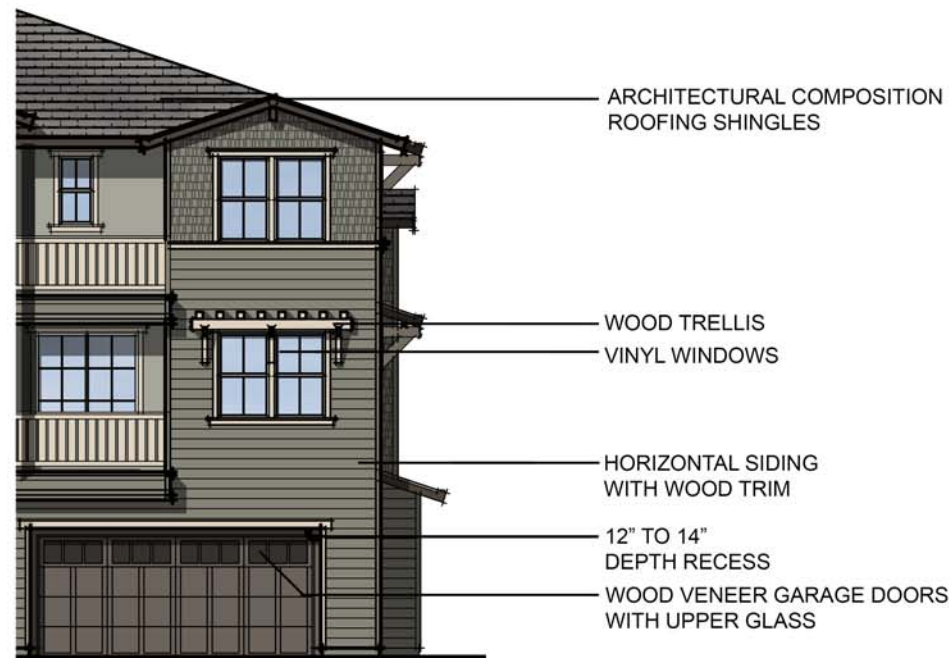 ARCHITECTURAL COMPOSITION
ROOFING SHINGLES
WOOD TRELLIS
VINYL WINDOWS
HORIZONTAL SIDING
WITH WOOD TRIM
12” TO 14”
DEPTH RECESS
WOOD VENEER GARAGE DOORS
WITH UPPER GLASS